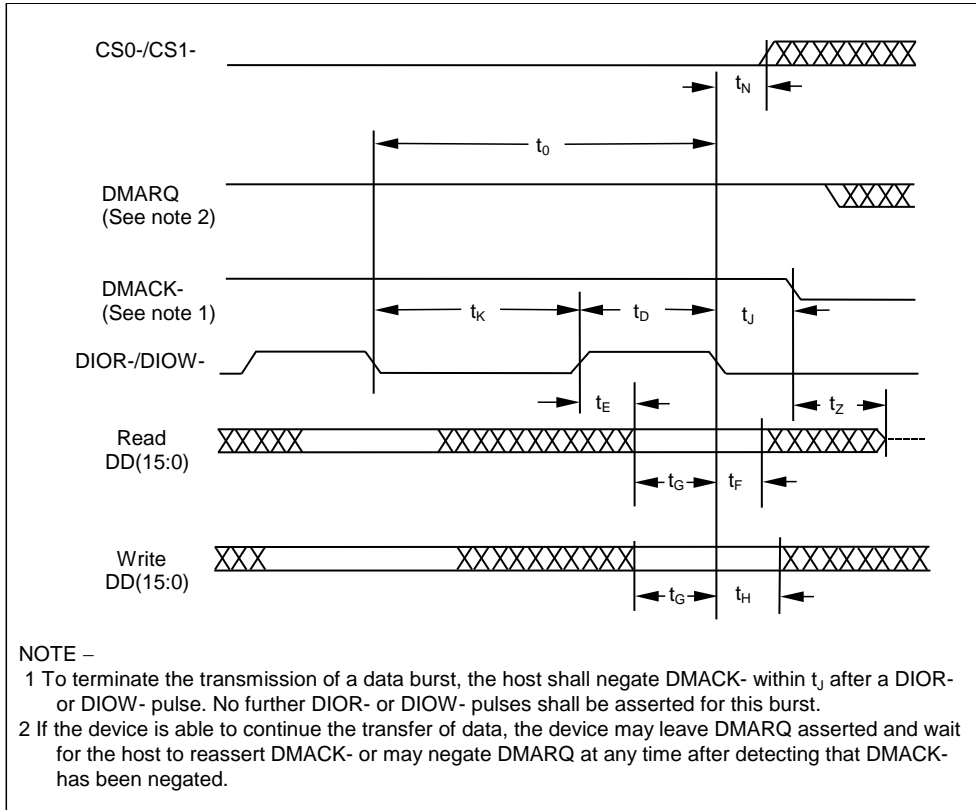 CS0-/CS1-
tN
t0
DMARQ
(See note 2)
DMACK-
(See note 1)
tK
tD
tJ
DIOR-/DIOW-
tE
tZ
Read
DD(15:0)
tG
tF
Write
DD(15:0)
tG
tH
NOTE –
1 To terminate the transmission of a data burst, the host shall negate DMACK- within tJ after a DIOR-
or DIOW- pulse. No further DIOR- or DIOW- pulses shall be asserted for this burst.
2 If the device is able to continue the transfer of data, the device may leave DMARQ asserted and wait
for the host to reassert DMACK- or may negate DMARQ at any time after detecting that DMACK-
has been negated.